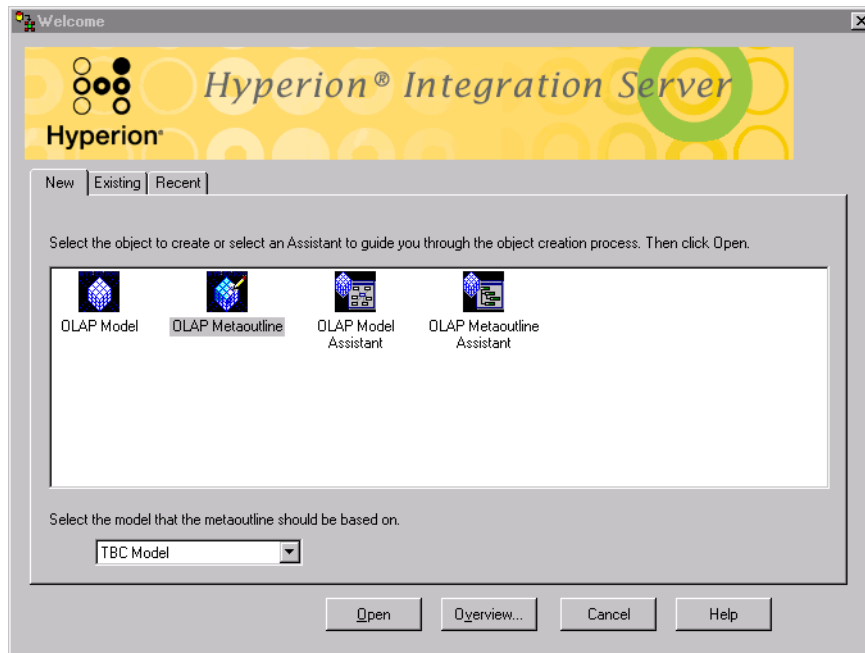 Welcome
Hyperion® Integration Server
Hyperion®
New Existing Recent
Select the object to create or select an Assistant to guide you through the object creation process. Then click Open.
OLAP Model
OLAP Metaoutline
OLAP Model
Assistant
OLAP Metaoutline
Assistant
Select the model that the metaoutline should be based on.
TBC Model
Open Overview... Cancel Help